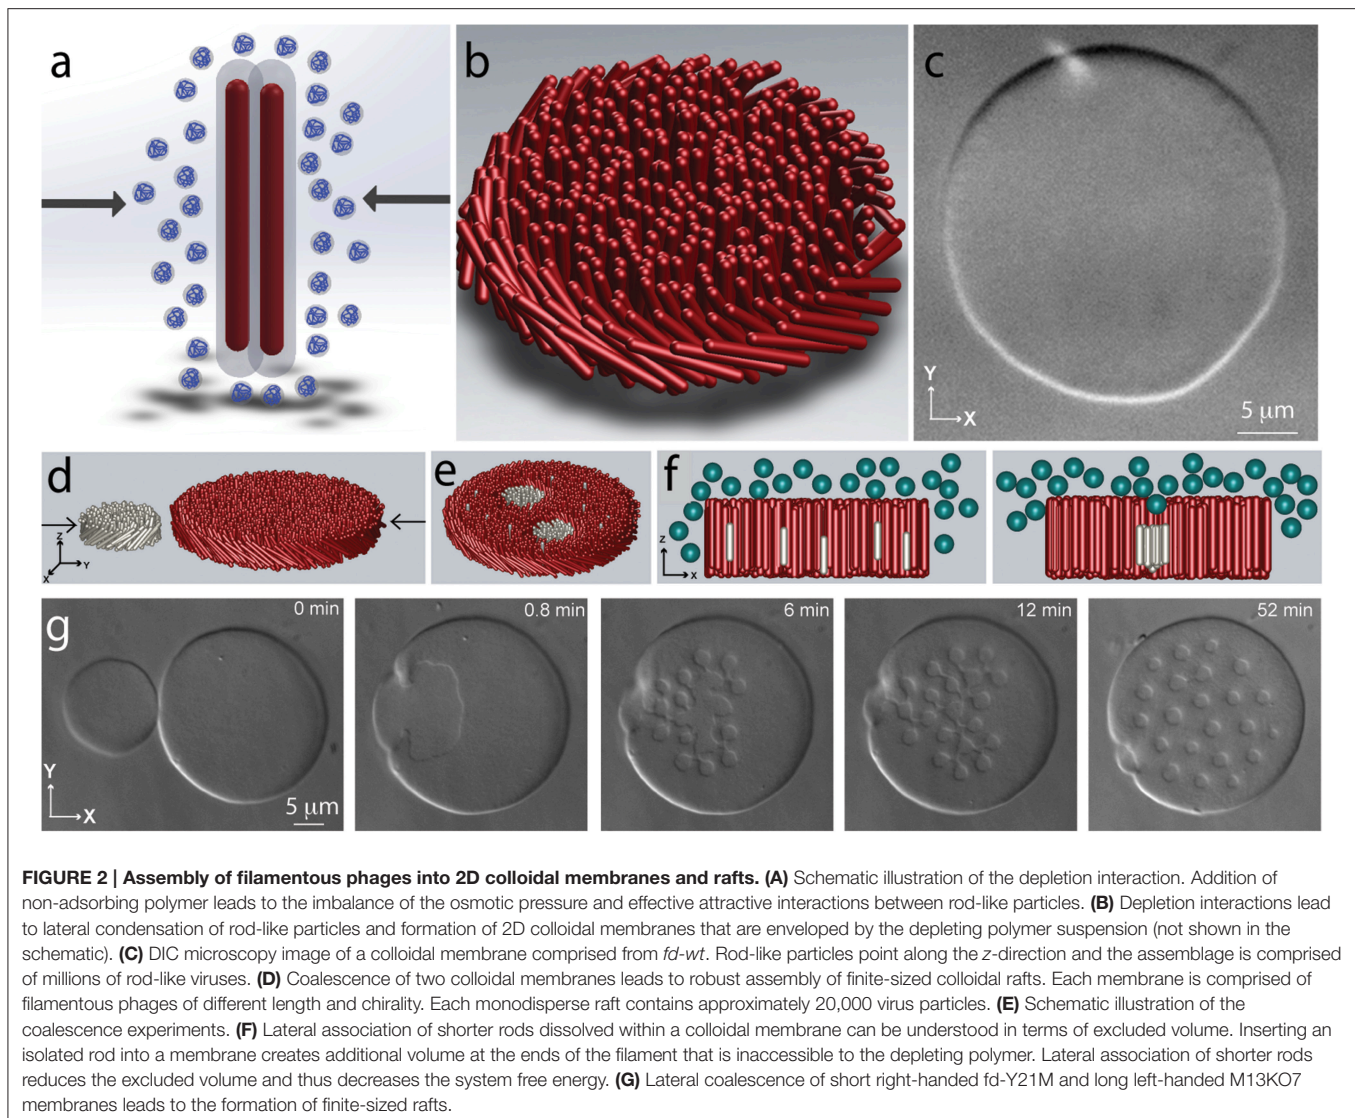 a
b
c
Y
X
5 μm
d
Z
Y
X
e
f
Z
X
g
0 min
0.8 min
6 min
12 min
52 min
Y
X
5 μm
FIGURE 2 | Assembly of filamentous phages into 2D colloidal membranes and rafts. (A) Schematic illustration of the depletion interaction. Addition of
non-adsorbing polymer leads to the imbalance of the osmotic pressure and effective attractive interactions between rod-like particles. (B) Depletion interactions lead
to lateral condensation of rod-like particles and formation of 2D colloidal membranes that are enveloped by the depleting polymer suspension (not shown in the
schematic). (C) DIC microscopy image of a colloidal membrane comprised from fd-wt. Rod-like particles point along the z-direction and the assemblage is comprised
of millions of rod-like viruses. (D) Coalescence of two colloidal membranes leads to robust assembly of finite-sized colloidal rafts. Each membrane is comprised of
filamentous phages of different length and chirality. Each monodisperse raft contains approximately 20,000 virus particles. (E) Schematic illustration of the
coalescence experiments. (F) Lateral association of shorter rods dissolved within a colloidal membrane can be understood in terms of excluded volume. Inserting an
isolated rod into a membrane creates additional volume at the ends of the filament that is inaccessible to the depleting polymer. Lateral association of shorter rods
reduces the excluded volume and thus decreases the system free energy. (G) Lateral coalescence of short right-handed fd-Y21M and long left-handed M13KO7
membranes leads to the formation of finite-sized rafts.